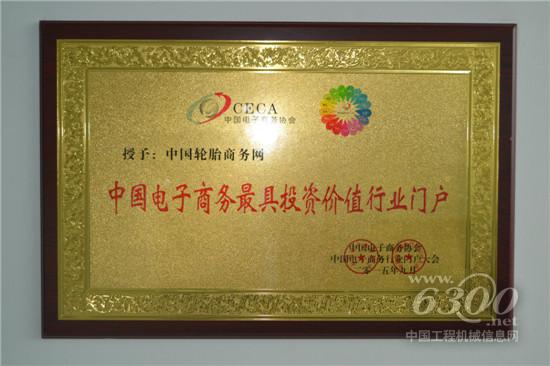 CECA
中国电子商务协会
授予：中国轮胎商务网
中国电子商务最具投资价值行业门户
中国电子商务协会
中国电子商务行业门户大会
二零一五年九月
www.6300.net
中国工程机械信息网